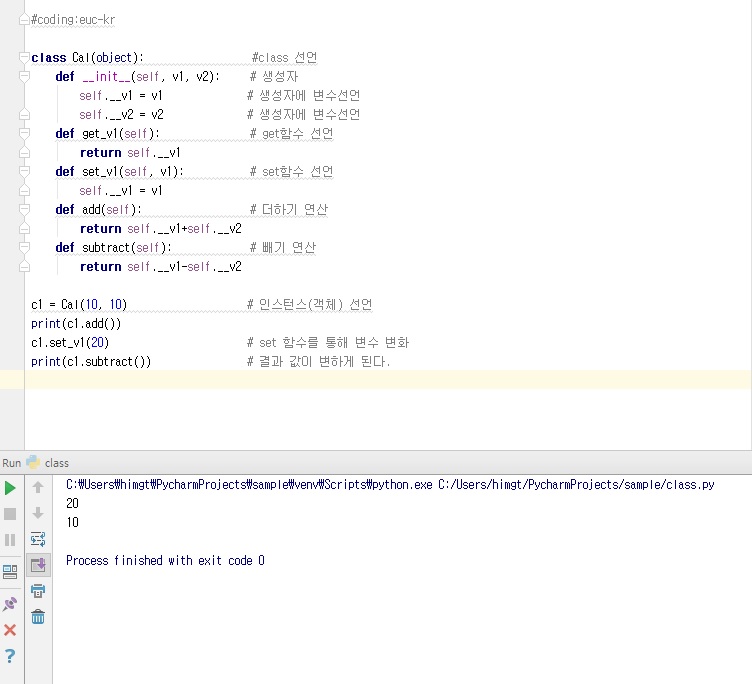 #coding:euc-kr
class Cal(object): #class 선언
def __init__(self, v1, v2): # 생성자
self.__v1 = v1 # 생성자에 변수선언
self.__v2 = v2 # 생성자에 변수선언
def get_v1(self): # get함수 선언
return self.__v1
def set_v1(self, v1): # set함수 선언
self.__v1 = v1
def add(self): # 더하기 연산
return self.__v1+self.__v2
def subtract(self): # 빼기 연산
return self.__v1-self.__v2
c1 = Cal(10, 10) # 인스턴스(객체) 선언
print(c1.add())
c1.set_v1(20) # set 함수를 통해 변수 변화
print(c1.subtract()) # 결과 값이 변하게 된다.
Run class
C:₩Users₩himgt₩PycharmProjects₩sample₩venv₩Scripts₩python.exe C:/Users/himgt/PycharmProjects/sample/class.py
20
10
Process finished with exit code 0